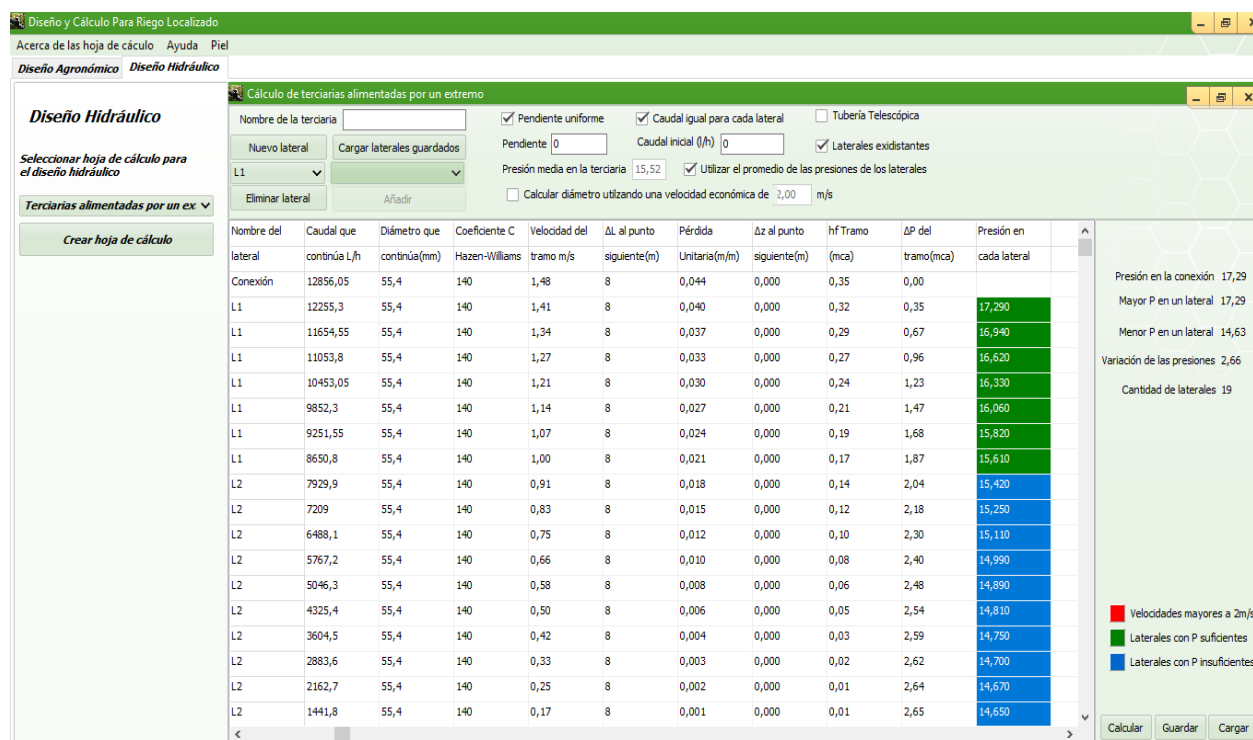 Diseño y Cálculo Para Riego Localizado
Acerca de las hoja de cáculo Ayuda Piel
Diseño Agronómico Diseño Hidráulico
Diseño Hidráulico
Seleccionar hoja de cálculo para
el diseño hidráulico
Terciarias alimentadas por un ex
Crear hoja de cálculo
Cálculo de terciarias alimentadas por un extremo
Nombre de la terciaria
Nuevo lateral Cargar laterales guardados
L1
Eliminar lateral Añadir
Pendiente uniforme Caudal igual para cada lateral Tubería Telescópica
Pendiente 0 Caudal inicial (l/h) 0 Laterales exidistantes
Presión media en la terciaria 15,52 Utilizar el promedio de las presiones de los laterales
Calcular diámetro utilzando una velocidad económica de 2,00 m/s
Nombre del Caudal que Diámetro que Coeficiente C Velocidad del ΔL al punto Pérdida Δz al punto hf Tramo ΔP del Presión en
lateral continúa L/h continúa(mm) Hazen-Williams tramo m/s siguiente(m) Unitaria(m/m) siguiente(m) (mca) tramo(mca) cada lateral
Conexión 12856,05 55,4 140 1,48 8 0,044 0,000 0,35 0,00
L1 12255,3 55,4 140 1,41 8 0,040 0,000 0,32 0,35 17,290
L1 11654,55 55,4 140 1,34 8 0,037 0,000 0,29 0,67 16,940
L1 11053,8 55,4 140 1,27 8 0,033 0,000 0,27 0,96 16,620
L1 10453,05 55,4 140 1,21 8 0,030 0,000 0,24 1,23 16,330
L1 9852,3 55,4 140 1,14 8 0,027 0,000 0,21 1,47 16,060
L1 9251,55 55,4 140 1,07 8 0,024 0,000 0,19 1,68 15,820
L1 8650,8 55,4 140 1,00 8 0,021 0,000 0,17 1,87 15,610
L2 7929,9 55,4 140 0,91 8 0,018 0,000 0,14 2,04 15,420
L2 7209 55,4 140 0,83 8 0,015 0,000 0,12 2,18 15,250
L2 6488,1 55,4 140 0,75 8 0,012 0,000 0,10 2,30 15,110
L2 5767,2 55,4 140 0,66 8 0,010 0,000 0,08 2,40 14,990
L2 5046,3 55,4 140 0,58 8 0,008 0,000 0,06 2,48 14,890
L2 4325,4 55,4 140 0,50 8 0,006 0,000 0,05 2,54 14,810
L2 3604,5 55,4 140 0,42 8 0,004 0,000 0,03 2,59 14,750
L2 2883,6 55,4 140 0,33 8 0,003 0,000 0,02 2,62 14,700
L2 2162,7 55,4 140 0,25 8 0,002 0,000 0,01 2,64 14,670
L2 1441,8 55,4 140 0,17 8 0,001 0,000 0,01 2,65 14,650
Presión en la conexión 17,29
Mayor P en un lateral 17,29
Menor P en un lateral 14,63
Variación de las presiones 2,66
Cantidad de laterales 19
Velocidades mayores a 2m/s
Laterales con P suficientes
Laterales con P insuficientes
Calcular Guardar Cargar